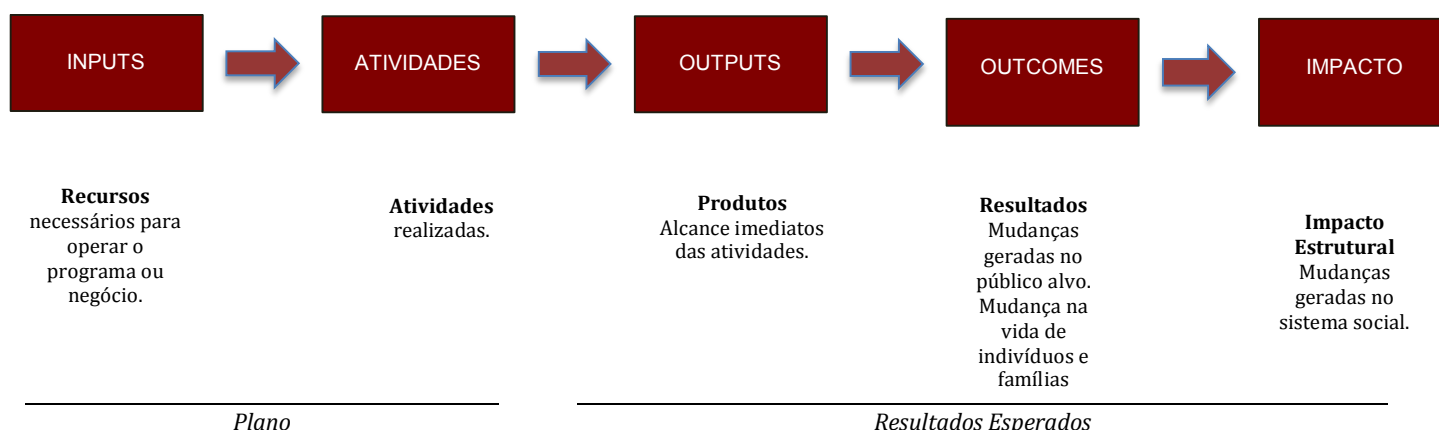 INPUTS
ATIVIDADES
OUTPUTS
OUTCOMES
IMPACTO
Recursos
necessários para
operar o
programa ou
negócio.
Atividades
realizadas.
Produtos
Alcance imediatos
das atividades.
Resultados
Mudanças
geradas no
público alvo.
Mudança na
vida de
indivíduos e
famílias
Impacto
Estrutural
Mudanças
geradas no
sistema social.
Plano
Resultados Esperados